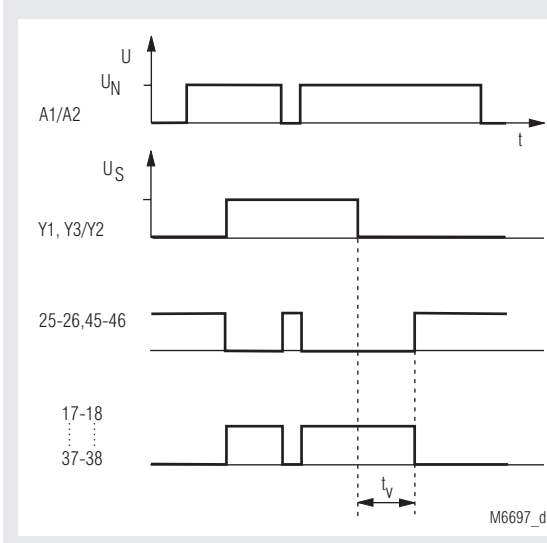 U
U_N
A1/A2
t
U_S
Y1, Y3/Y2
25-26,45-46
17-18
37-38
t_v
M6697_d